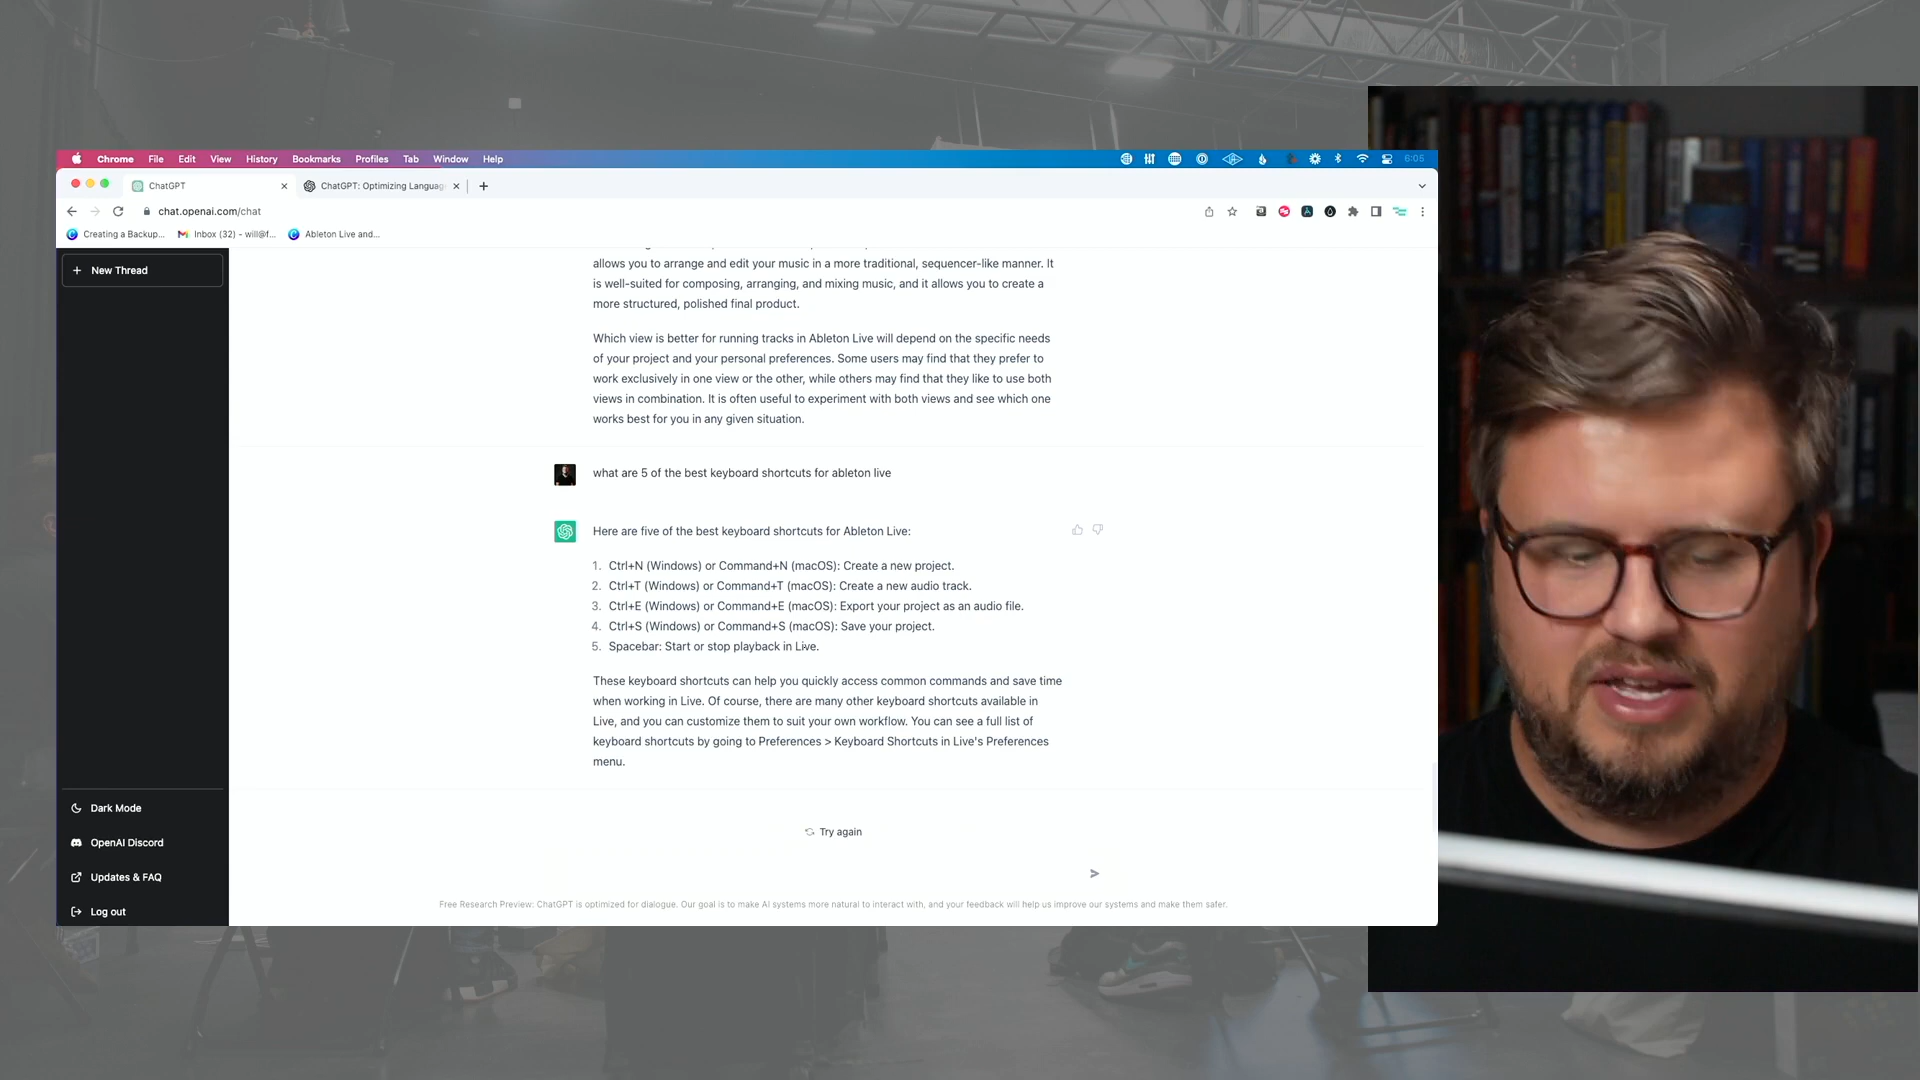 Chrome File Edit View History Bookmarks Profiles Tab Window Help
6:05
ChatGPT
ChatGPT: Optimizing Languag
chat.openai.com/chat
Creating a Backup...
Inbox (32) - will@f...
Ableton Live and...
New Thread
allows you to arrange and edit your music in a more traditional, sequencer-like manner. It
is well-suited for composing, arranging, and mixing music, and it allows you to create a
more structured, polished final product.
Which view is better for running tracks in Ableton Live will depend on the specific needs
of your project and your personal preferences. Some users may find that they prefer to
work exclusively in one view or the other, while others may find that they like to use both
views in combination. It is often useful to experiment with both views and see which one
works best for you in any given situation.
what are 5 of the best keyboard shortcuts for ableton live
Here are five of the best keyboard shortcuts for Ableton Live:
1. Ctrl+N (Windows) or Command+N (macOS): Create a new project.
2. Ctrl+T (Windows) or Command+T (macOS): Create a new audio track.
3. Ctrl+E (Windows) or Command+E (macOS): Export your project as an audio file.
4. Ctrl+S (Windows) or Command+S (macOS): Save your project.
5. Spacebar: Start or stop playback in Live.
These keyboard shortcuts can help you quickly access common commands and save time
when working in Live. Of course, there are many other keyboard shortcuts available in
Live, and you can customize them to suit your own workflow. You can see a full list of
keyboard shortcuts by going to Preferences > Keyboard Shortcuts in Live's Preferences
menu.
Dark Mode
OpenAI Discord
Updates & FAQ
Log out
Try again
Free Research Preview: ChatGPT is optimized for dialogue. Our goal is to make AI systems more natural to interact with, and your feedback will help us improve our systems and make them safer.